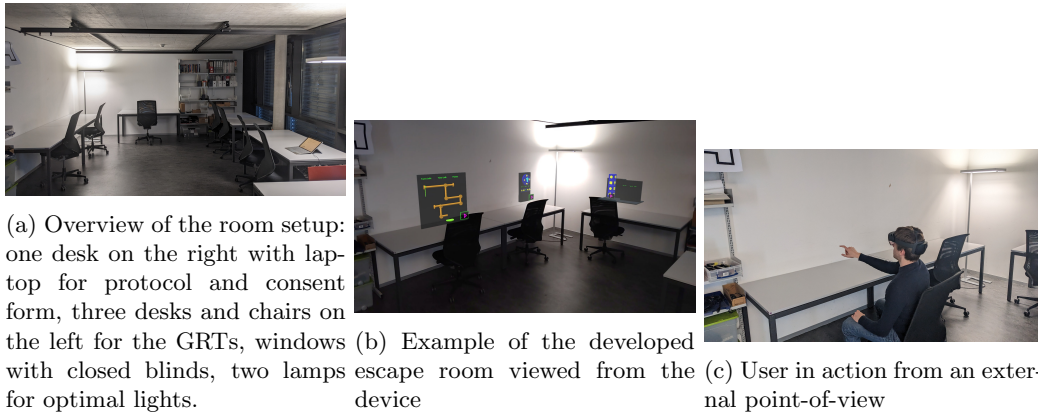 (a) Overview of the room setup:
one desk on the right with lap-
top for protocol and consent
form, three desks and chairs on
the left for the GRTs, windows
with closed blinds, two lamps
for optimal lights.
(b) Example of the developed
escape room viewed from the
device
(c) User in action from an exter-
nal point-of-view